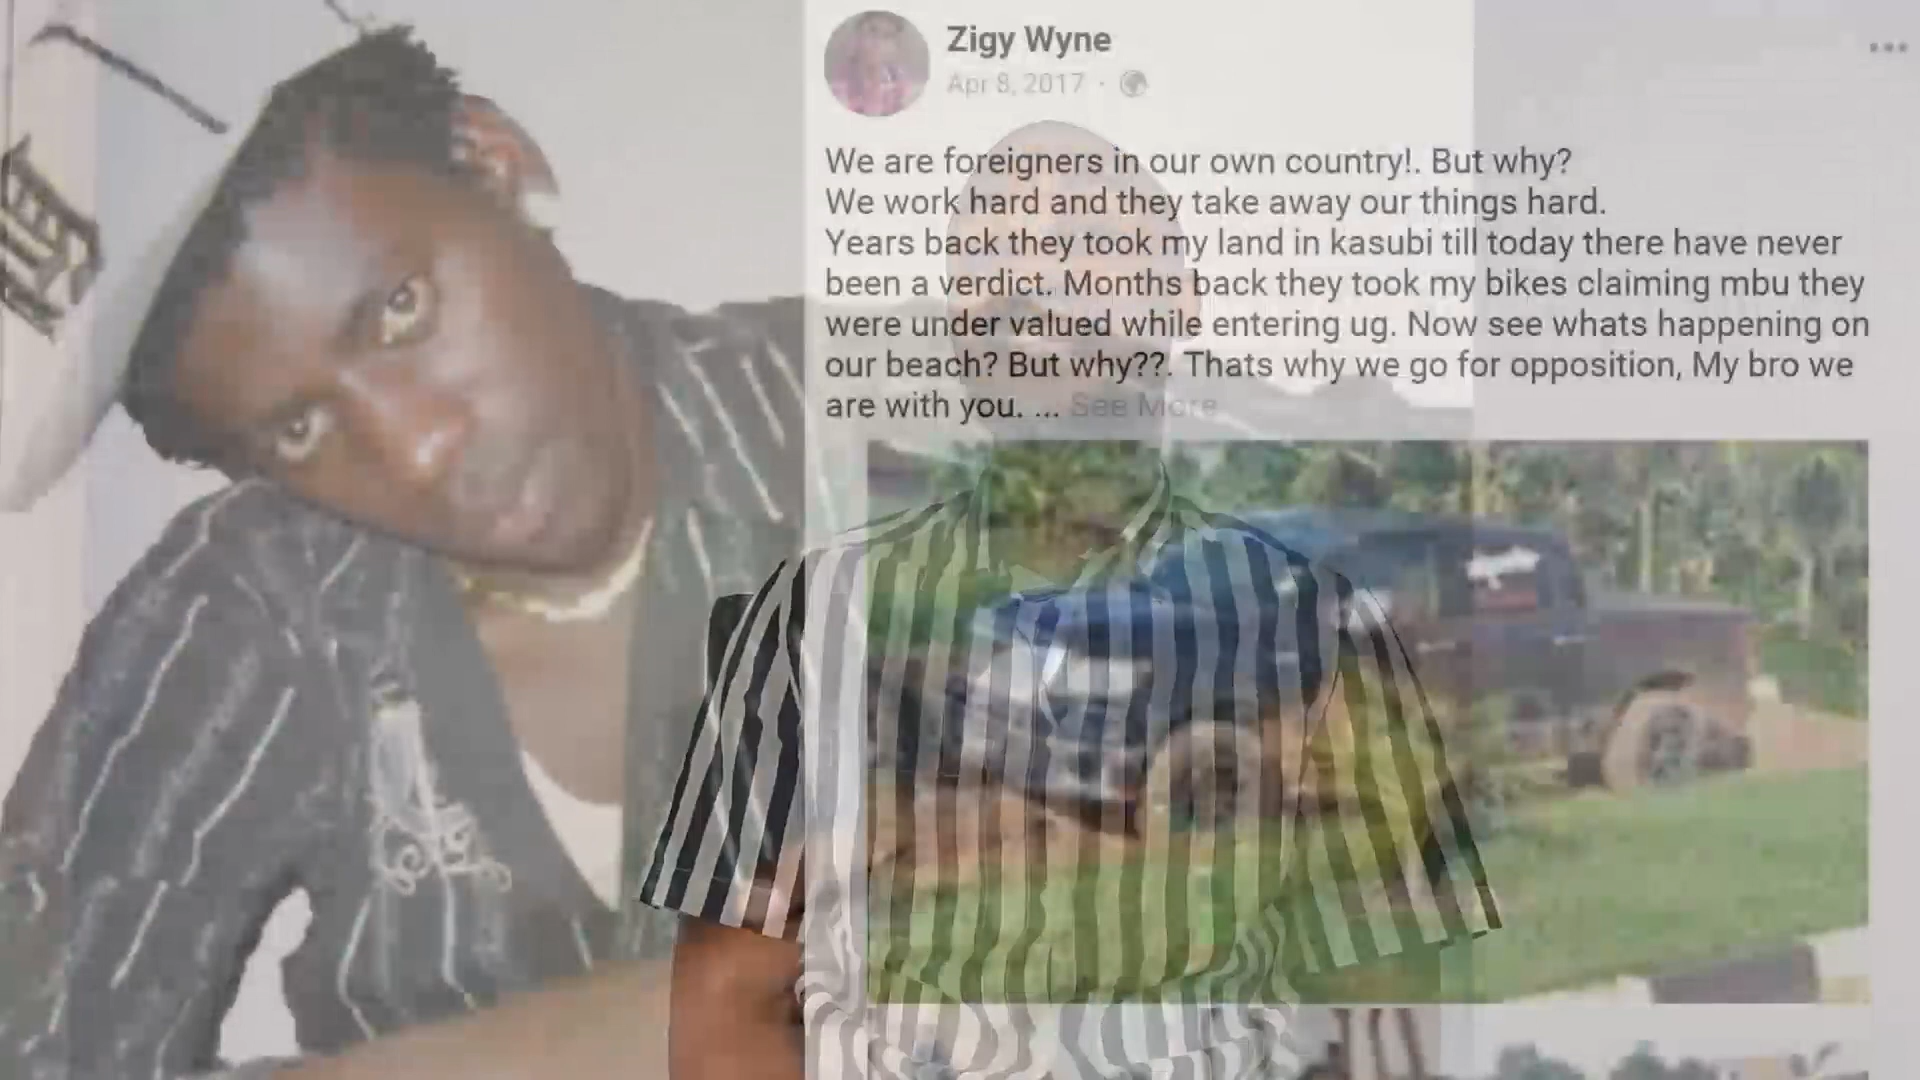 Zigy Wyne
Apr 8, 2017 ·
We are foreigners in our own country!. But why?
We work hard and they take away our things hard.
Years back they took my land in kasubi till today there have never
been a verdict. Months back they took my bikes claiming mbu they
were under valued while entering ug. Now see whats happening on
our beach? But why??. Thats why we go for opposition, My bro we
are with you. ... See More